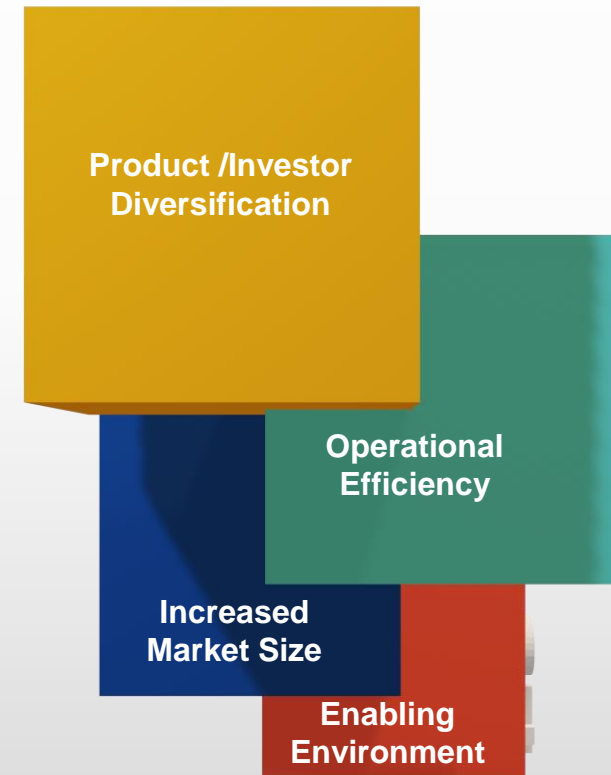 Product /Investor
Diversification
Operational
Efficiency
Increased
Market Size
Enabling
Environment